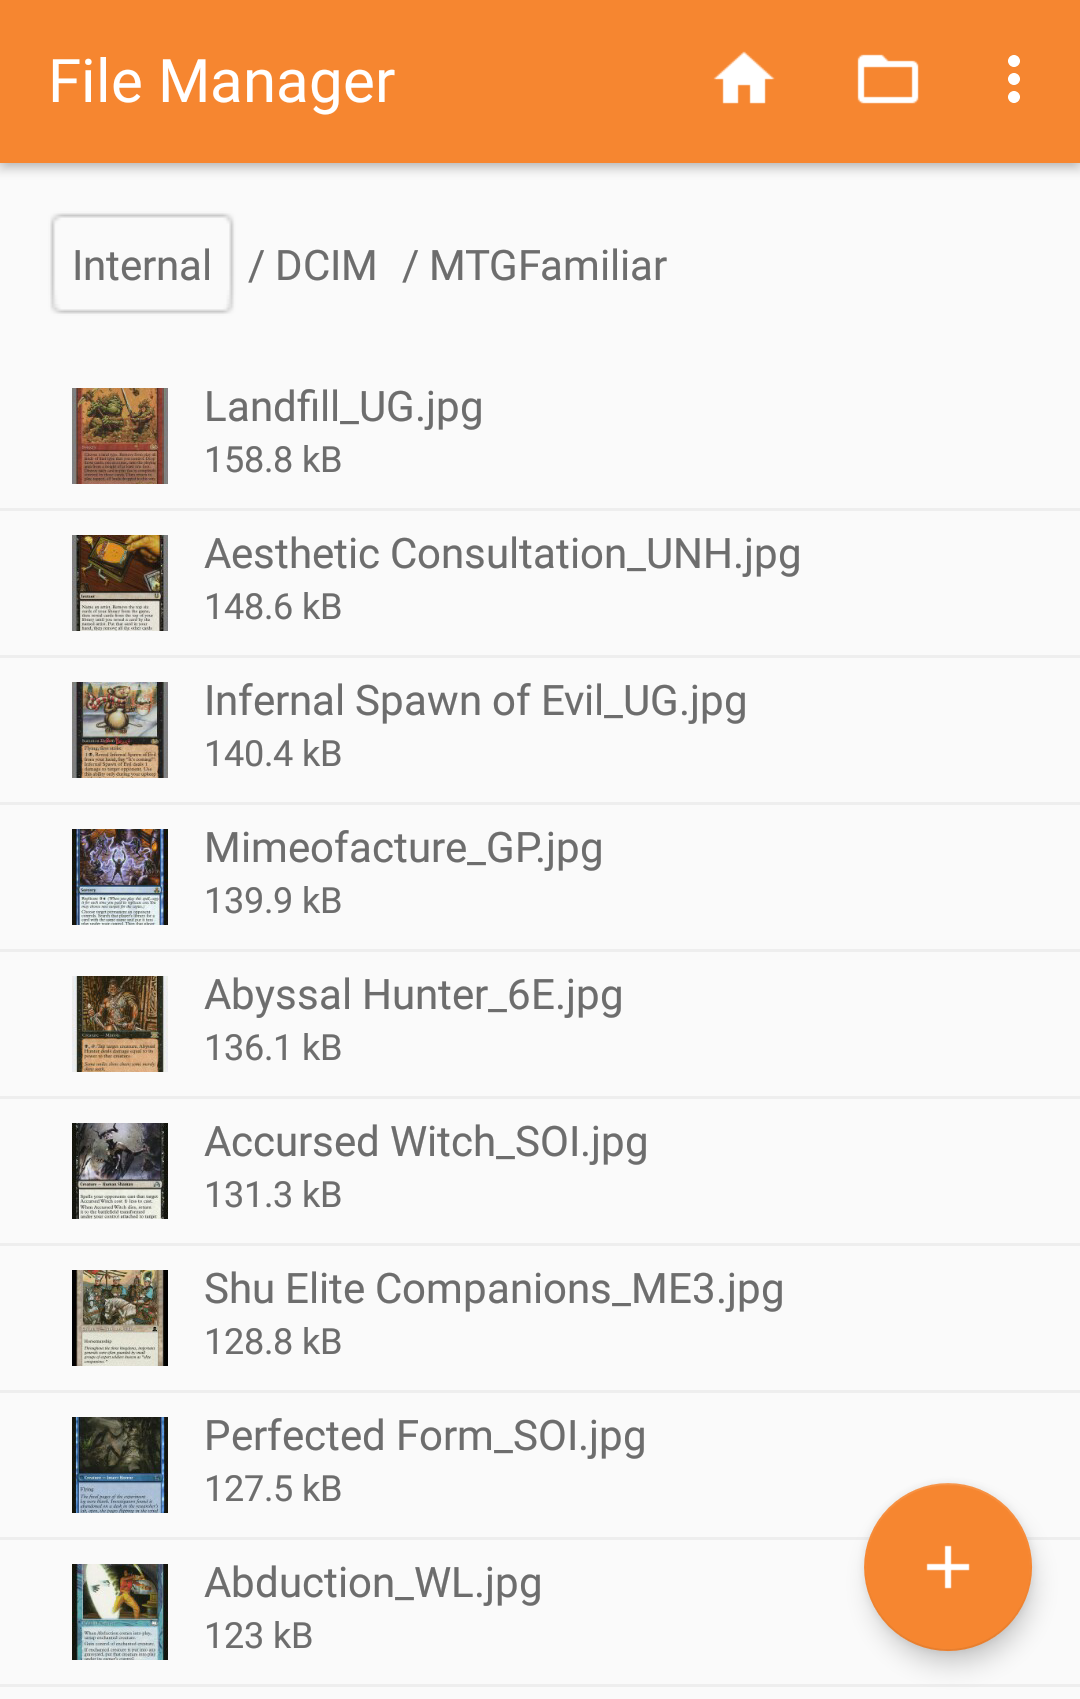 File Manager
Internal / DCIM / MTGFamiliar
Landfill_UG.jpg
158.8 kB
Aesthetic Consultation_UNH.jpg
148.6 kB
Infernal Spawn of Evil_UG.jpg
140.4 kB
Mimeofacture_GP.jpg
139.9 kB
Abyssal Hunter_6E.jpg
136.1 kB
Accursed Witch_SOI.jpg
131.3 kB
Shu Elite Companions_ME3.jpg
128.8 kB
Perfected Form_SOI.jpg
127.5 kB
Abduction_WL.jpg
123 kB